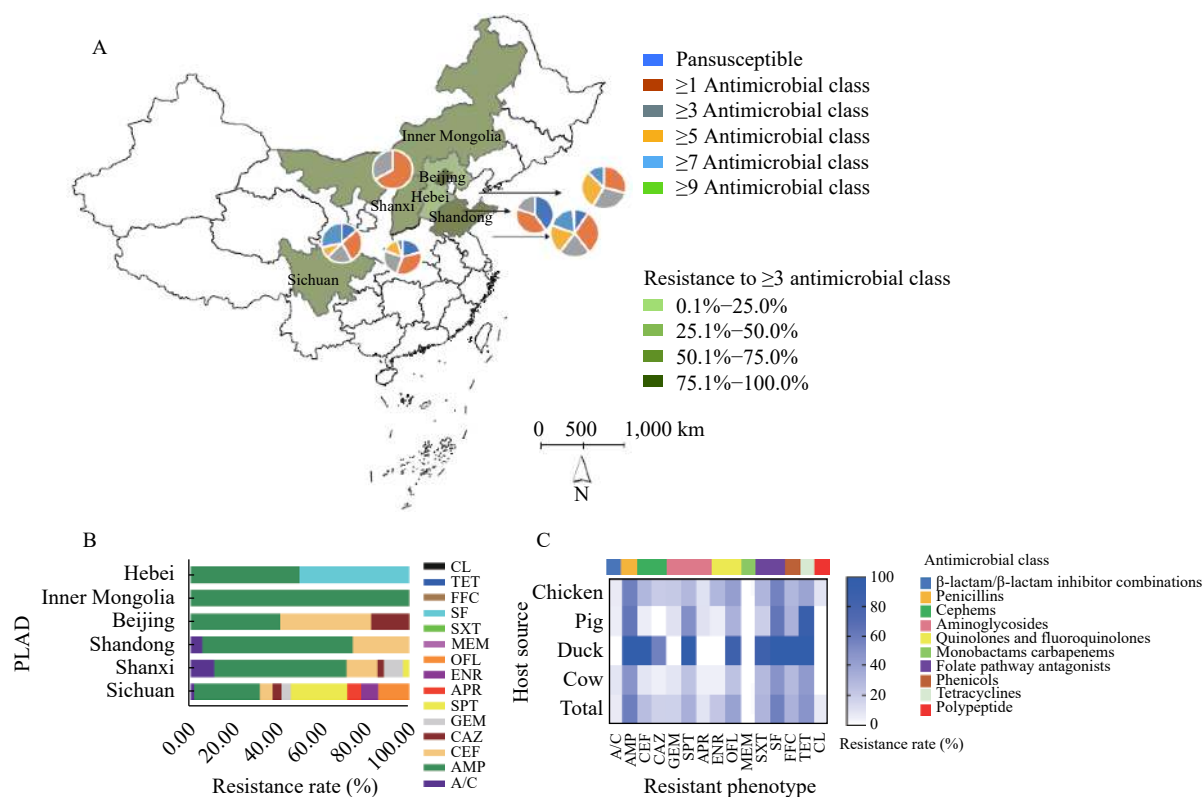 A
Pansusceptible
≥1 Antimicrobial class
≥3 Antimicrobial class
≥5 Antimicrobial class
≥7 Antimicrobial class
≥9 Antimicrobial class
Inner Mongolia
Beijing
Hebei
Shanxi
Shandong
Sichuan
Resistance to ≥3 antimicrobial class
0.1%−25.0%
25.1%−50.0%
50.1%−75.0%
75.1%−100.0%
0 500 1,000 km
N
B
PLAD
Hebei
Inner Mongolia
Beijing
Shandong
Shanxi
Sichuan
0.00 20.00 40.00 60.00 80.00 100.00
Resistance rate (%)
CL
TET
FFC
SF
SXT
MEM
OFL
ENR
APR
SPT
GEM
CAZ
CEF
AMP
A/C
C
Host source
Chicken
Pig
Duck
Cow
Total
A/C AMP CEF CAZ GEM SPT APR ENR OFL MEM SXT SF FFC TET CL
Resistant phenotype
100
80
60
40
20
0
Resistance rate (%)
Antimicrobial class
β-lactam/β-lactam inhibitor combinations
Penicillins
Cephems
Aminoglycosides
Quinolones and fluoroquinolones
Monobactams carbapenems
Folate pathway antagonists
Phenicols
Tetracyclines
Polypeptide